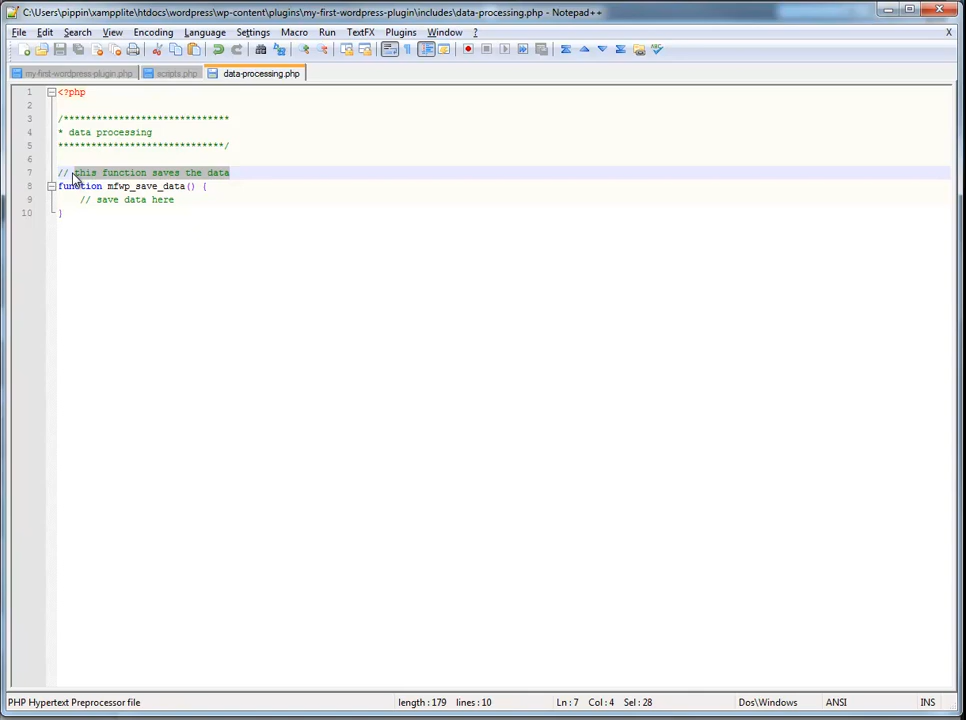 C:\Users\pippin\xampplite\htdocs\wordpress\wp-content\plugins\my-first-wordpress-plugin\includes\data-processing.php - Notepad++
File Edit Search View Encoding Language Settings Macro Run TextFX Plugins Window ? X
my-first-wordpress-plugin.php scripts.php data-processing.php
1 <?php
2
3 /******************************
4 * data processing
5 ******************************/
6
7 // this function saves the data
8 function mfwp_save_data() {
9 // save data here
10 }
PHP Hypertext Preprocessor file length : 179 lines : 10 Ln : 7 Col : 4 Sel : 28 Dos\Windows ANSI INS